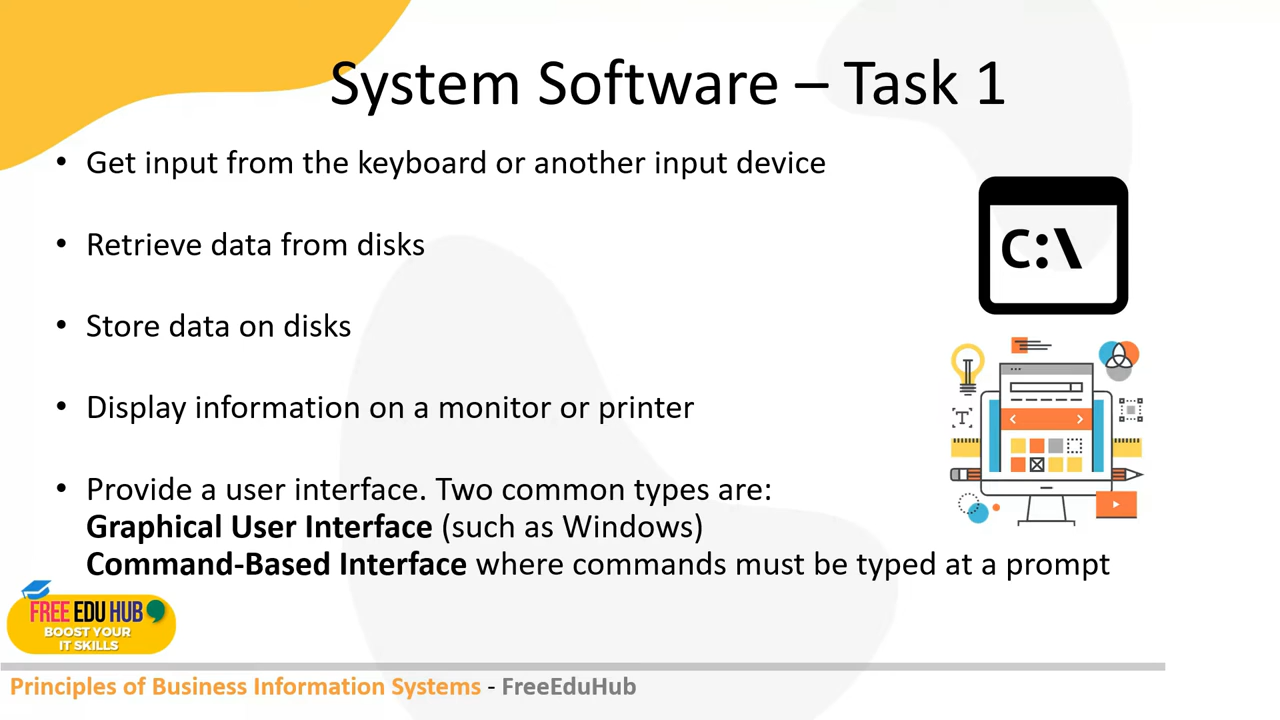 System Software – Task 1
• Get input from the keyboard or another input device
• Retrieve data from disks
• Store data on disks
• Display information on a monitor or printer
• Provide a user interface. Two common types are:
Graphical User Interface (such as Windows)
Command-Based Interface where commands must be typed at a prompt
C:\
T
FREE EDU HUB
BOOST YOUR
IT SKILLS
Principles of Business Information Systems - FreeEduHub